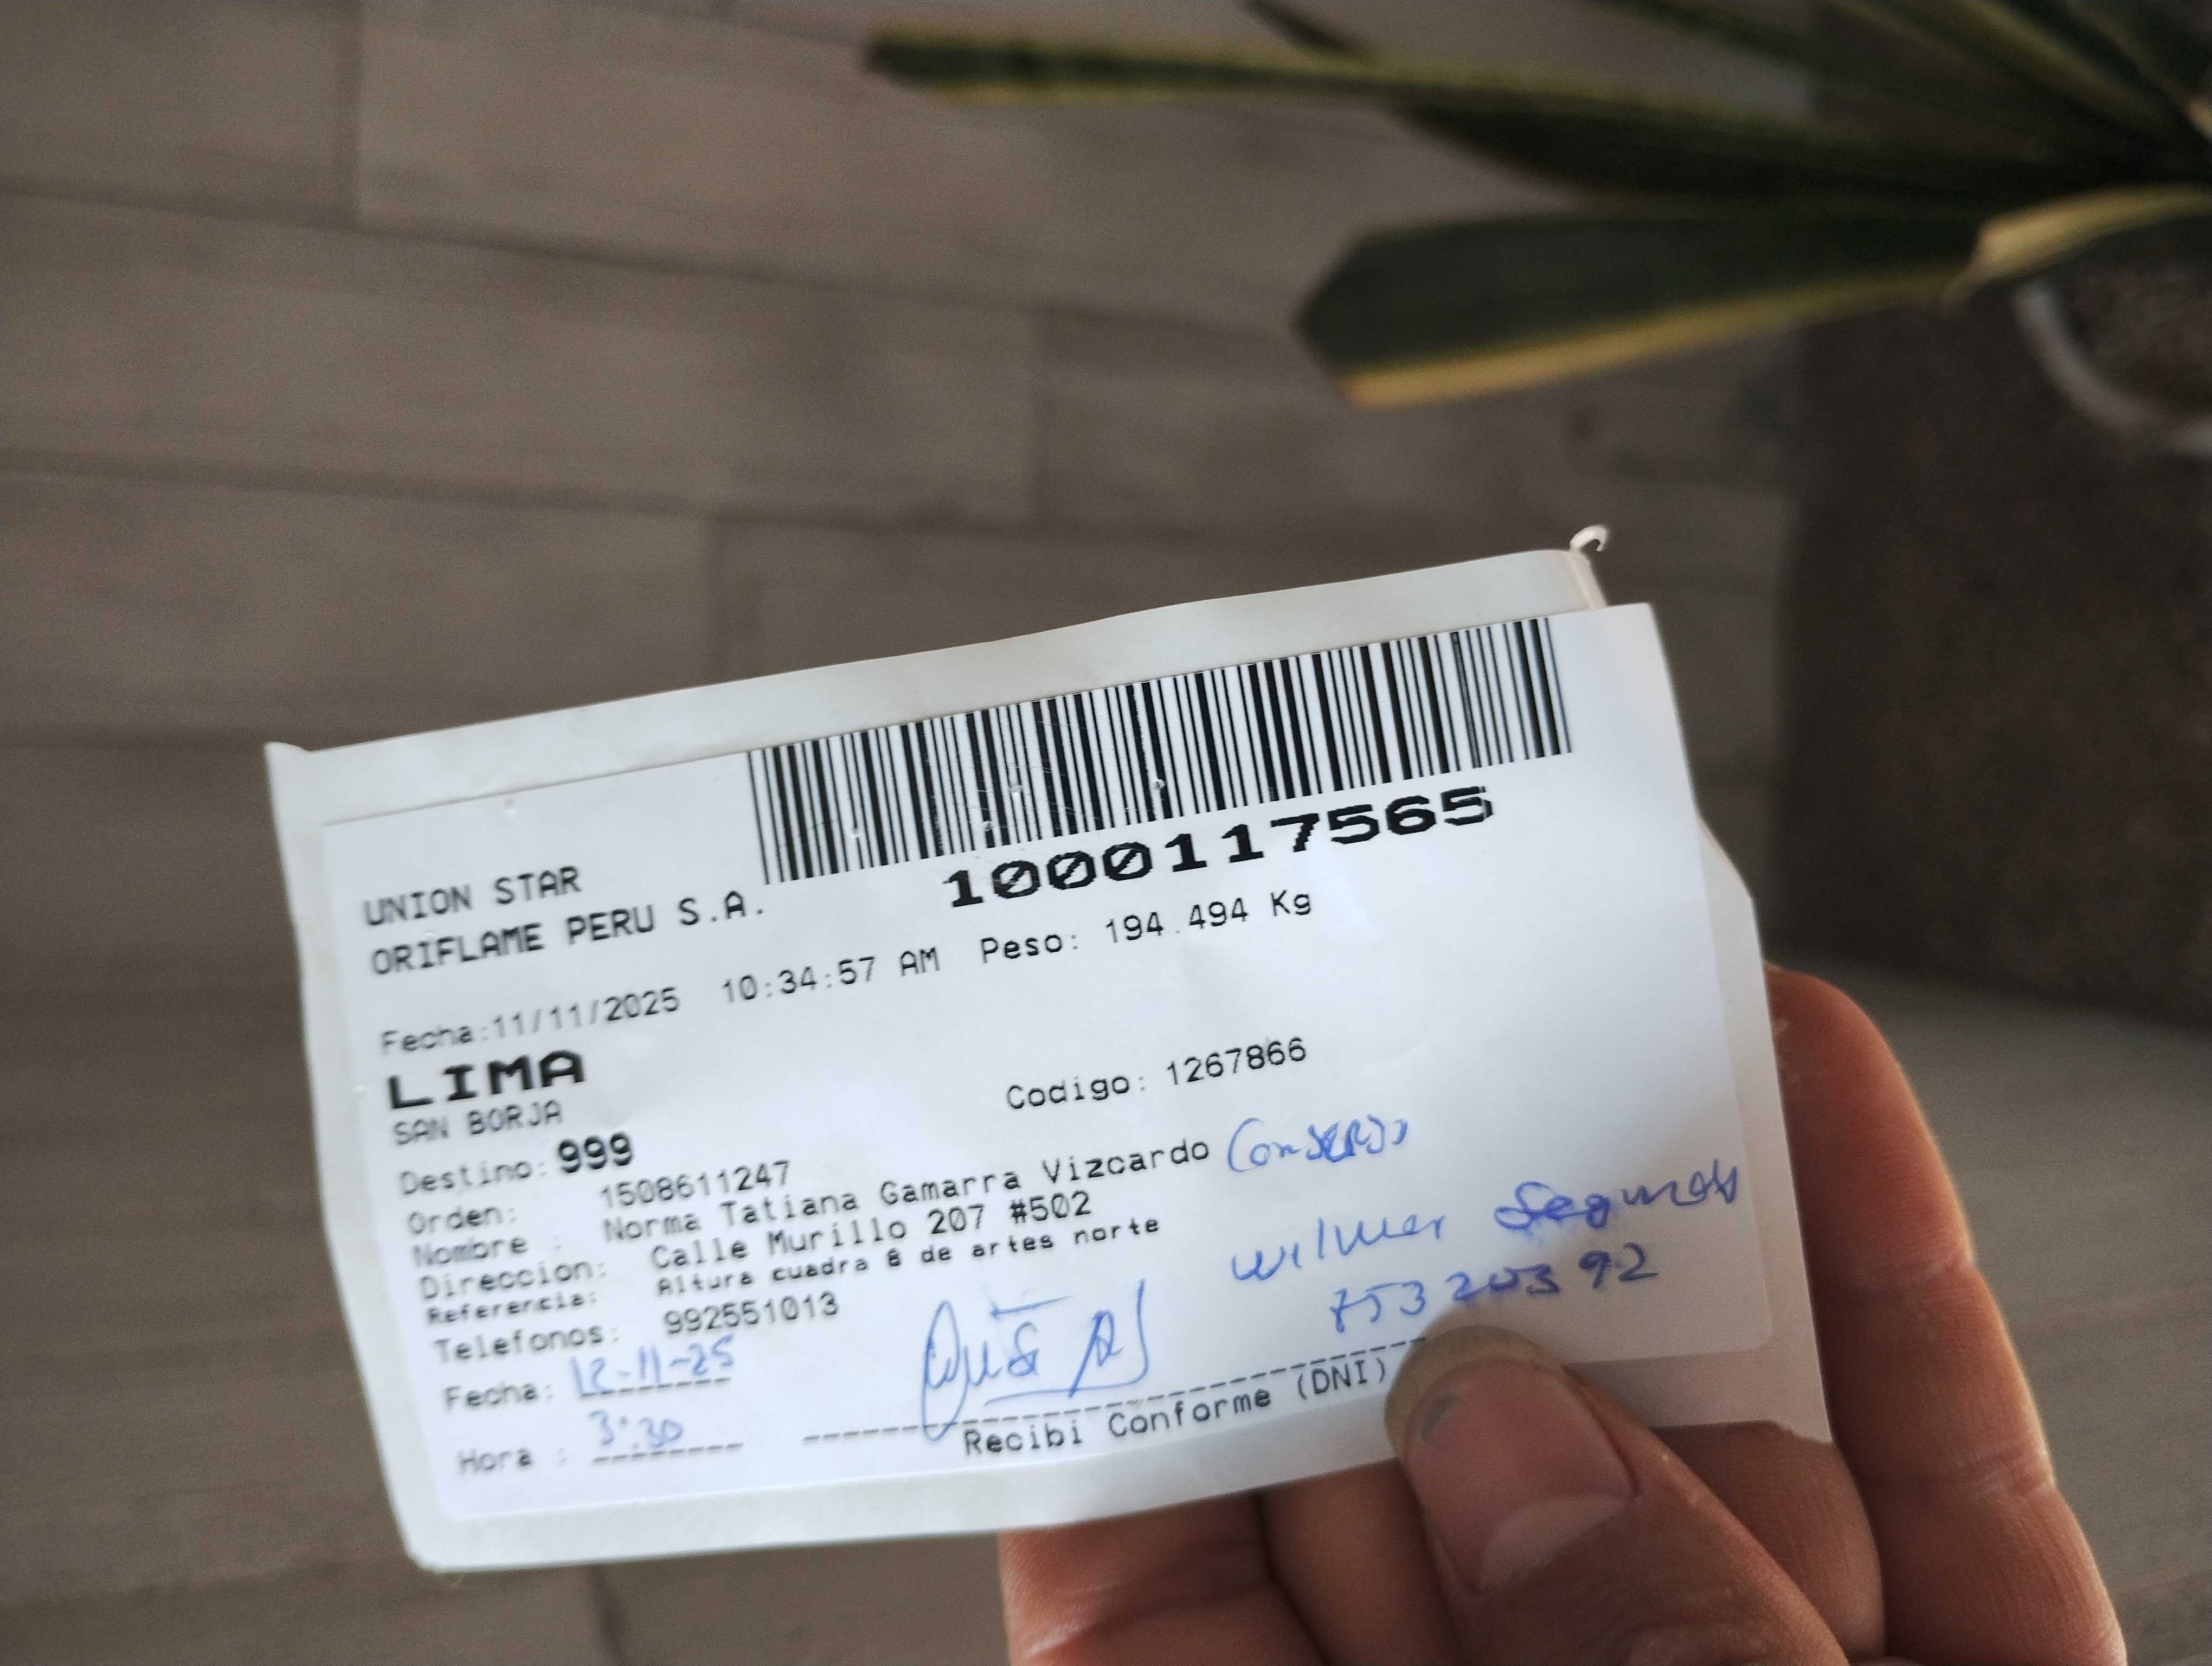 1000117565
UNION STAR
ORIFLAME PERU S.A.
Fecha:11/11/2025 10:34:57 AM Peso: 194.494 Kg
LIMA
SAN BORJA
Codigo: 1267866
Destino: 999
Orden: 1508611247
Nombre : Norma Tatiana Gamarra Vizcardo Conserje
Direccion: Calle Murillo 207 #502
Referencia: Altura cuadra 8 de artes norte
wilmer
Telefonos: 992551013
75320392
Fecha: 12-11-25
Hora : 3:30
Recibi Conforme (DNI)